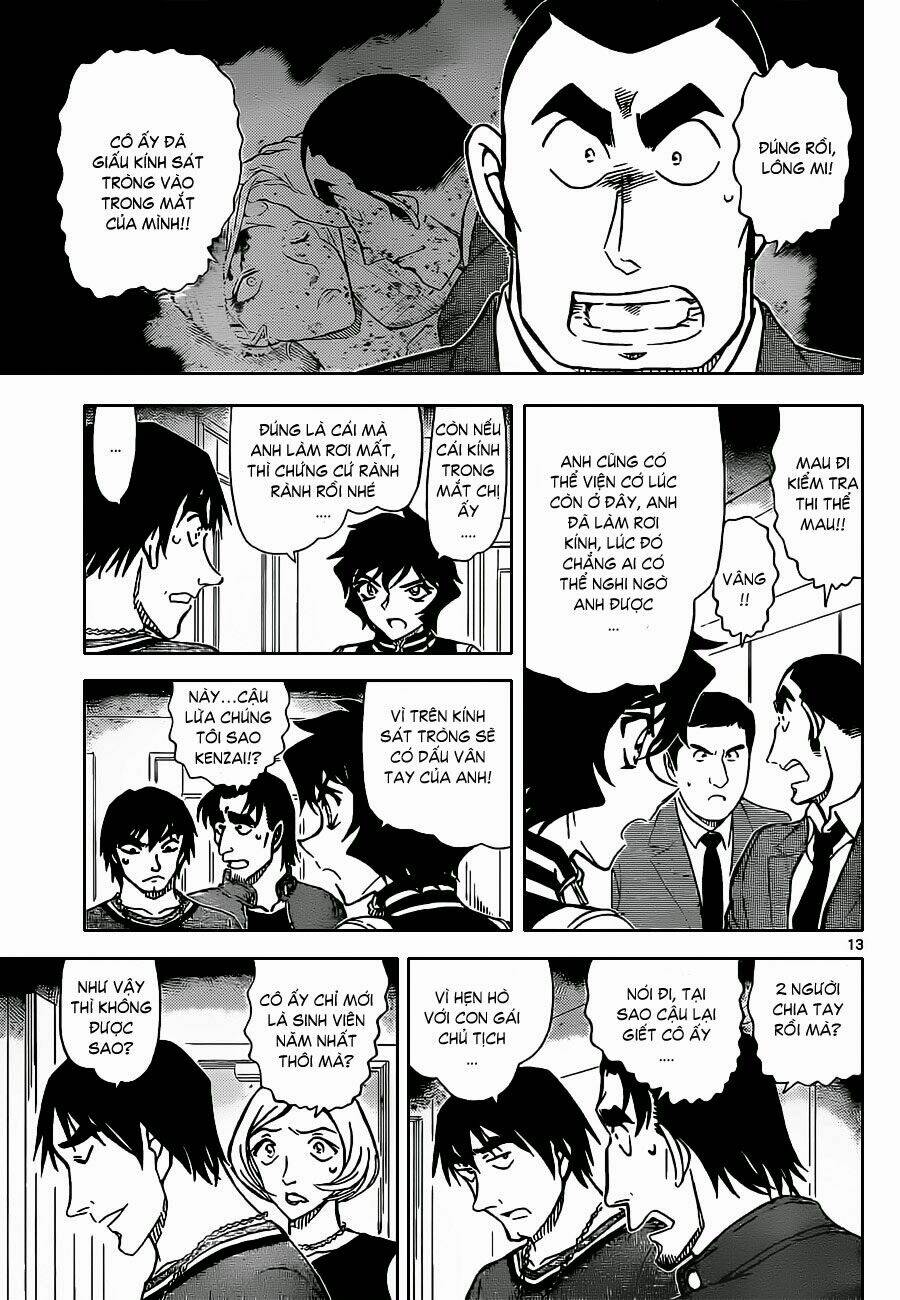 ĐÚNG RỒI,
LÔNG MI!
CÔ ẤY ĐÃ
GIẤU KÍNH SÁT
TRÒNG VÀO
TRONG MẮT
CỦA MÌNH!!
MAU ĐI
KIỂM TRA
THI THỂ
MAU!!
VÂNG
!!
ANH CŨNG CÓ
THỂ VIỆN CỚ LÚC
CÒN Ở ĐÂY, ANH
ĐÃ LÀM RƠI
KÍNH, LÚC ĐÓ
CHẲNG AI CÓ
THỂ NGHI NGỜ
ANH ĐƯỢC
...
CÒN NẾU
CÁI KÍNH
TRONG
MẮT CHỊ
ẤY
....
ĐÚNG LÀ CÁI MÀ
ANH LÀM RƠI MẤT,
THÌ CHỨNG CỨ RÀNH
RÀNH RỒI NHÉ
....
...
VÌ TRÊN KÍNH
SÁT TRÒNG SẼ
CÓ DẤU VÂN
TAY CỦA ANH!
NÀY...CẬU
LỪA CHÚNG
TÔI SAO
KENZAI!?
13
2 NGƯỜI
CHIA TAY
RỒI MÀ?
NÓI ĐI, TẠI
SAO CẬU LẠI
GIẾT CÔ ẤY
....
VÌ HẸN HÒ
VỚI CON GÁI
CHỦ TỊCH
...
CÔ ẤY CHỈ MỚI
LÀ SINH VIÊN
NĂM NHẤT
THÔI MÀ?
NHƯ VẬY
THÌ KHÔNG
ĐƯỢC
SAO?